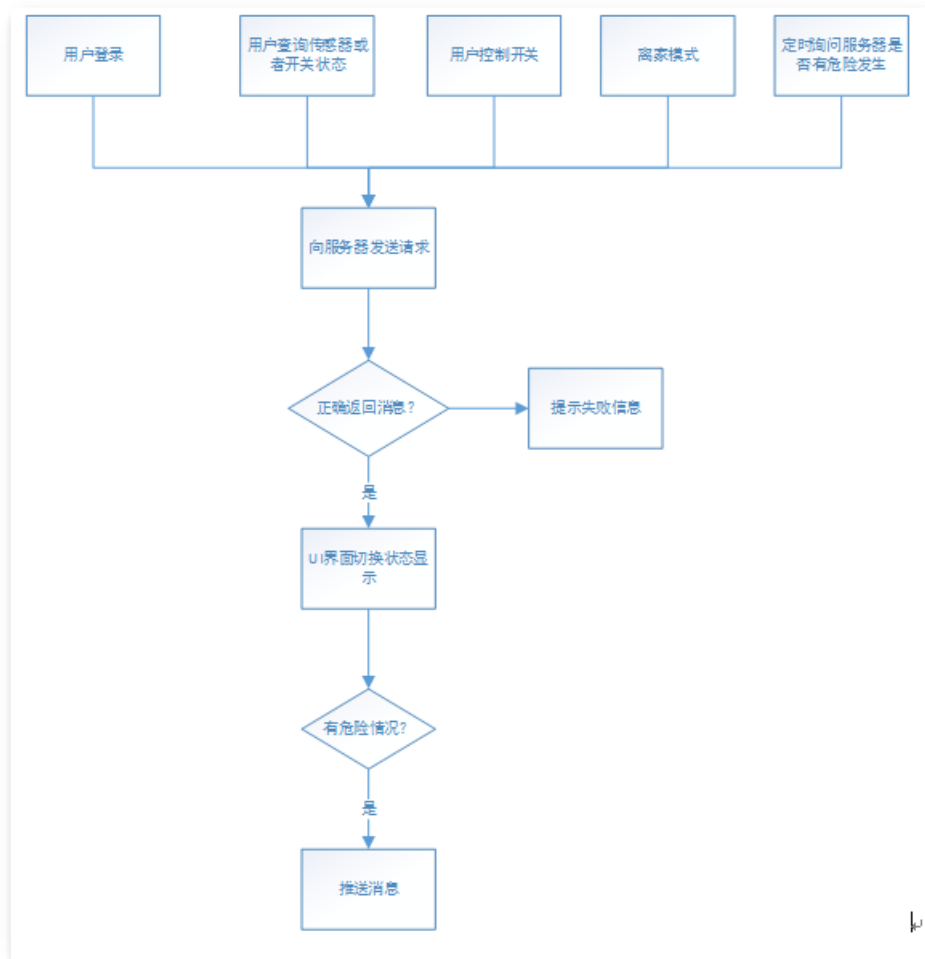 用户登录
用户查询传感器或
者开关状态
用户控制开关
离家模式
定时询问服务器是
否有危险发生
向服务器发送请求
正确返回消息?
提示失败信息
是
UI界面切换状态显
示
有危险情况?
是
推送消息